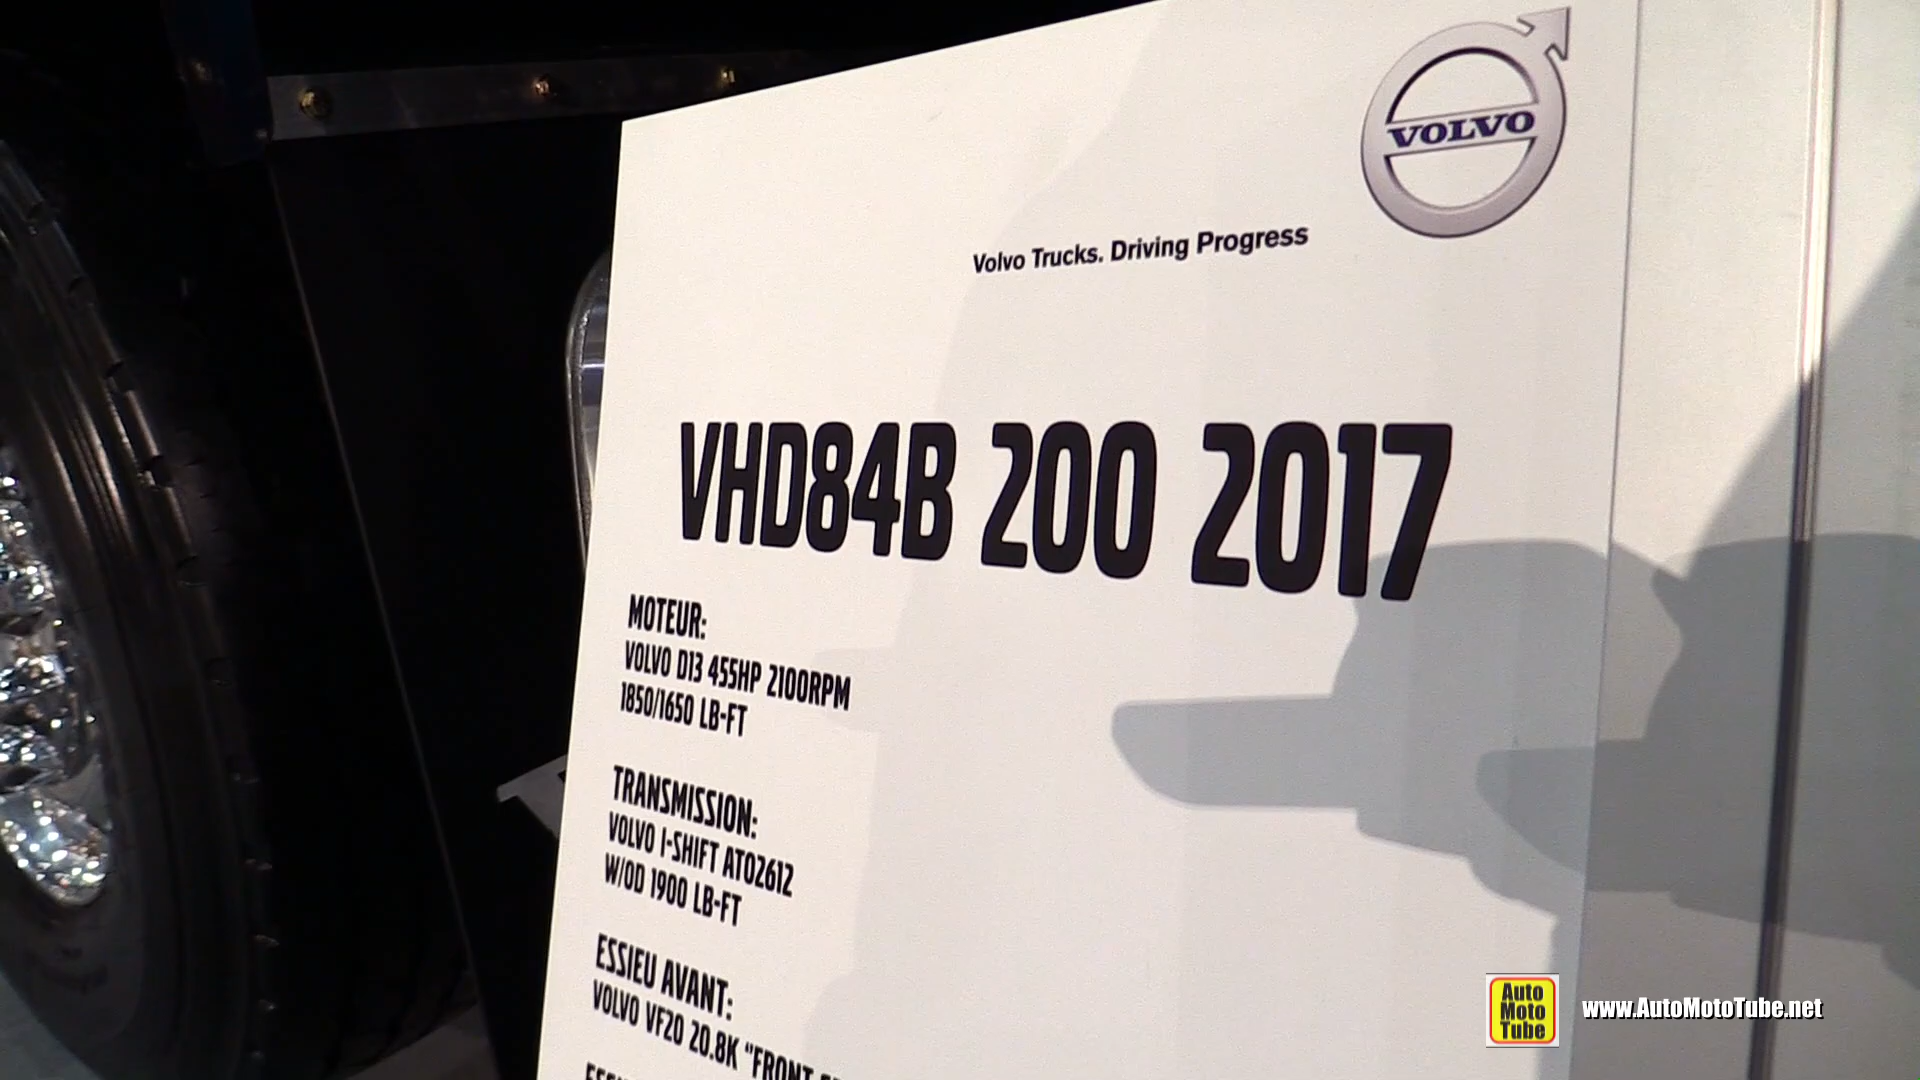 VOLVO
Volvo Trucks. Driving Progress
VHD84B 200 2017
MOTEUR:
VOLVO D13 455HP 2100RPM
1850/1650 LB-FT
TRANSMISSION:
VOLVO I-SHIFT ATO2612
W/OD 1900 LB-FT
ESSIEU AVANT:
VOLVO VF20 20.8K "FRONT
Auto
Moto
Tube
www.AutoMotoTube.net